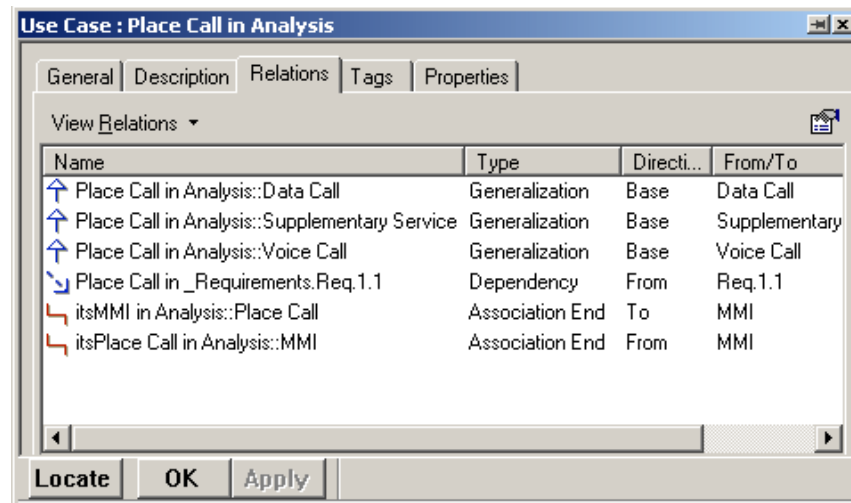 Use Case : Place Call in Analysis
General Description Relations Tags Properties
View Relations
Name Type Directi... From/To
Place Call in Analysis::Data Call Generalization Base Data Call
Place Call in Analysis::Supplementary Service Generalization Base Supplementary
Place Call in Analysis::Voice Call Generalization Base Voice Call
Place Call in _Requirements.Req.1.1 Dependency From Req.1.1
itsMMI in Analysis::Place Call Association End To MMI
itsPlace Call in Analysis::MMI Association End From MMI
Locate OK Apply